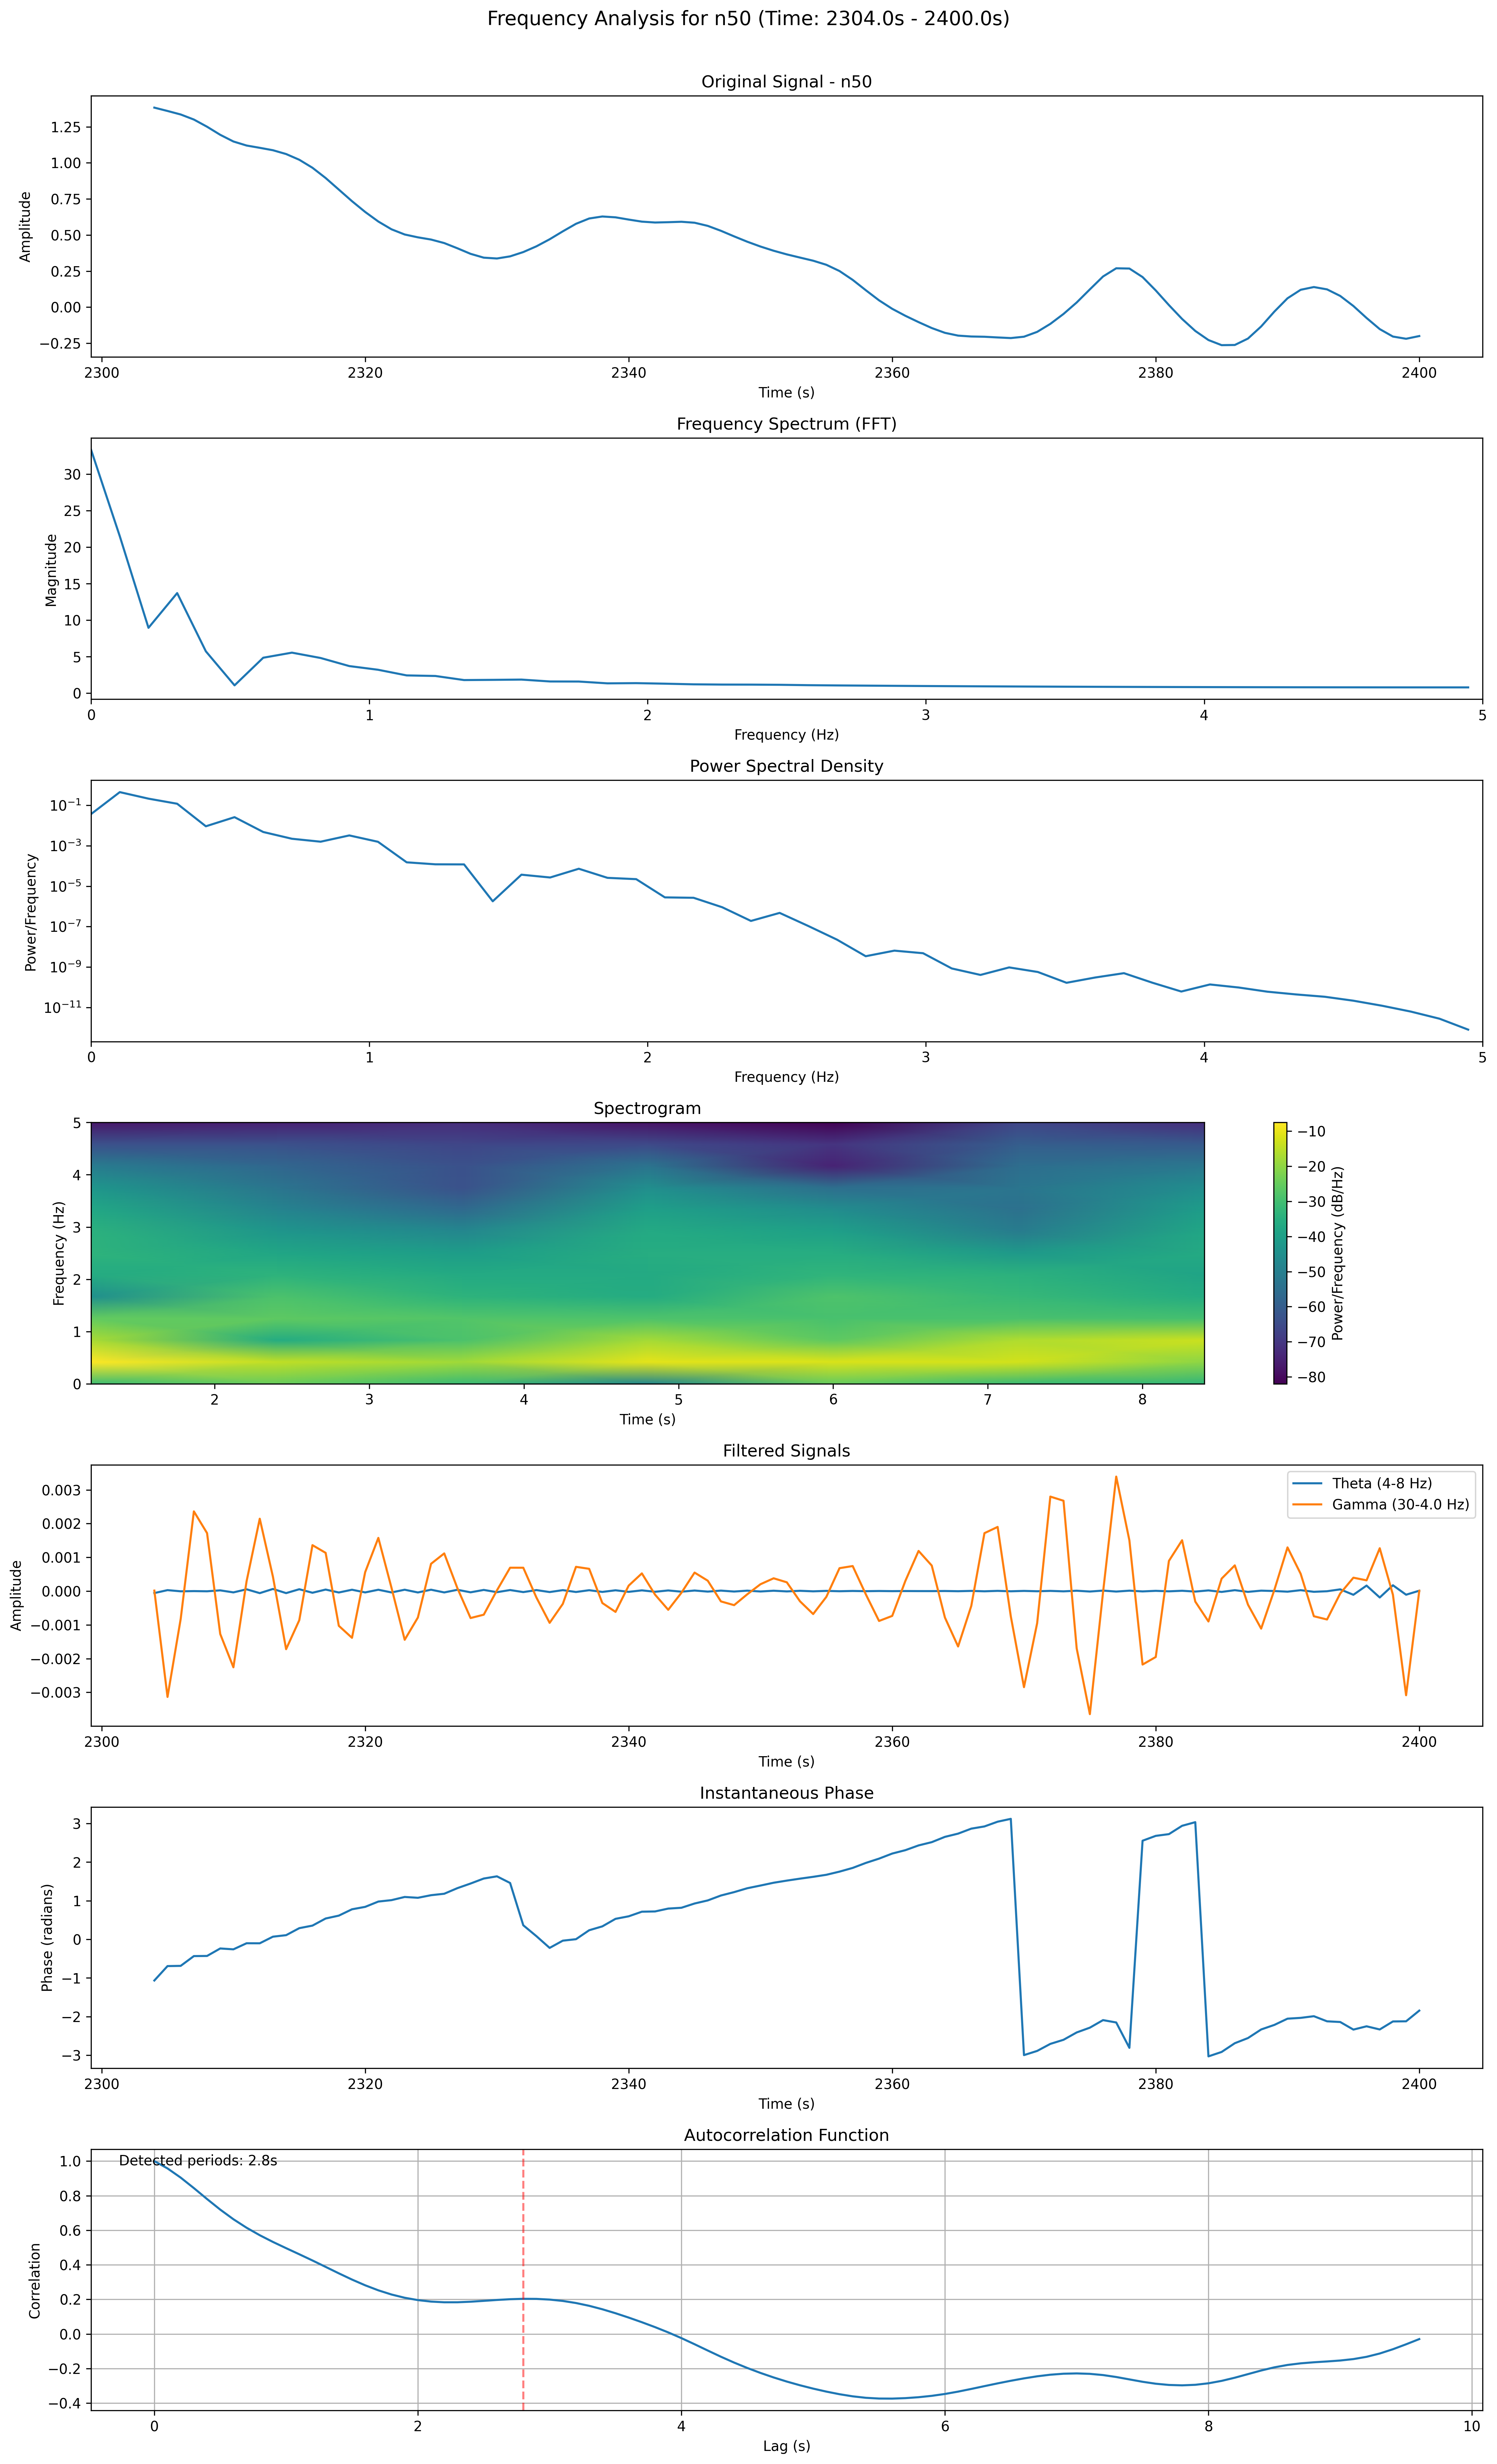 Frequency Analysis for n50 (Time: 2304.0s - 2400.0s)
Original Signal - n50
Amplitude
1.25
1.00
0.75
0.50
0.25
0.00
−0.25
2300 2320 2340 2360 2380 2400
Time (s)
Frequency Spectrum (FFT)
Magnitude
30
25
20
15
10
5
0
0 1 2 3 4 5
Frequency (Hz)
Power Spectral Density
Power/Frequency
10⁻¹
10⁻³
10⁻⁵
10⁻⁷
10⁻⁹
10⁻¹¹
0 1 2 3 4 5
Frequency (Hz)
Spectrogram
Frequency (Hz)
5
4
3
2
1
0
2 3 4 5 6 7 8
Time (s)
−10
−20
−30
−40
−50
−60
−70
−80
Power/Frequency (dB/Hz)
Filtered Signals
Amplitude
0.003
0.002
0.001
0.000
−0.001
−0.002
−0.003
Theta (4-8 Hz)
Gamma (30-4.0 Hz)
2300 2320 2340 2360 2380 2400
Time (s)
Instantaneous Phase
Phase (radians)
3
2
1
0
−1
−2
−3
2300 2320 2340 2360 2380 2400
Time (s)
Autocorrelation Function
Detected periods: 2.8s
Correlation
1.0
0.8
0.6
0.4
0.2
0.0
−0.2
−0.4
0 2 4 6 8 10
Lag (s)